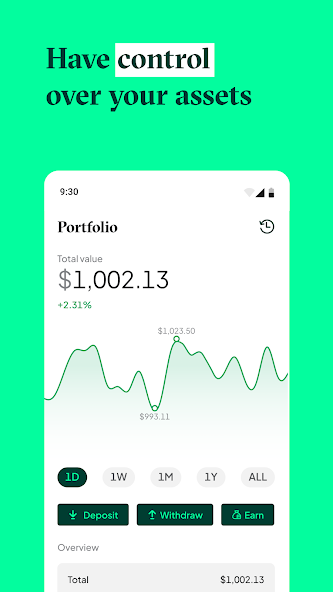 Have control
over your assets
9:30
Portfolio
Total value
$1,002.13
+2.31%
$1,023.50
$993.11
1D 1W 1M 1Y ALL
Deposit Withdraw Earn
Overview
Total $1,002.13